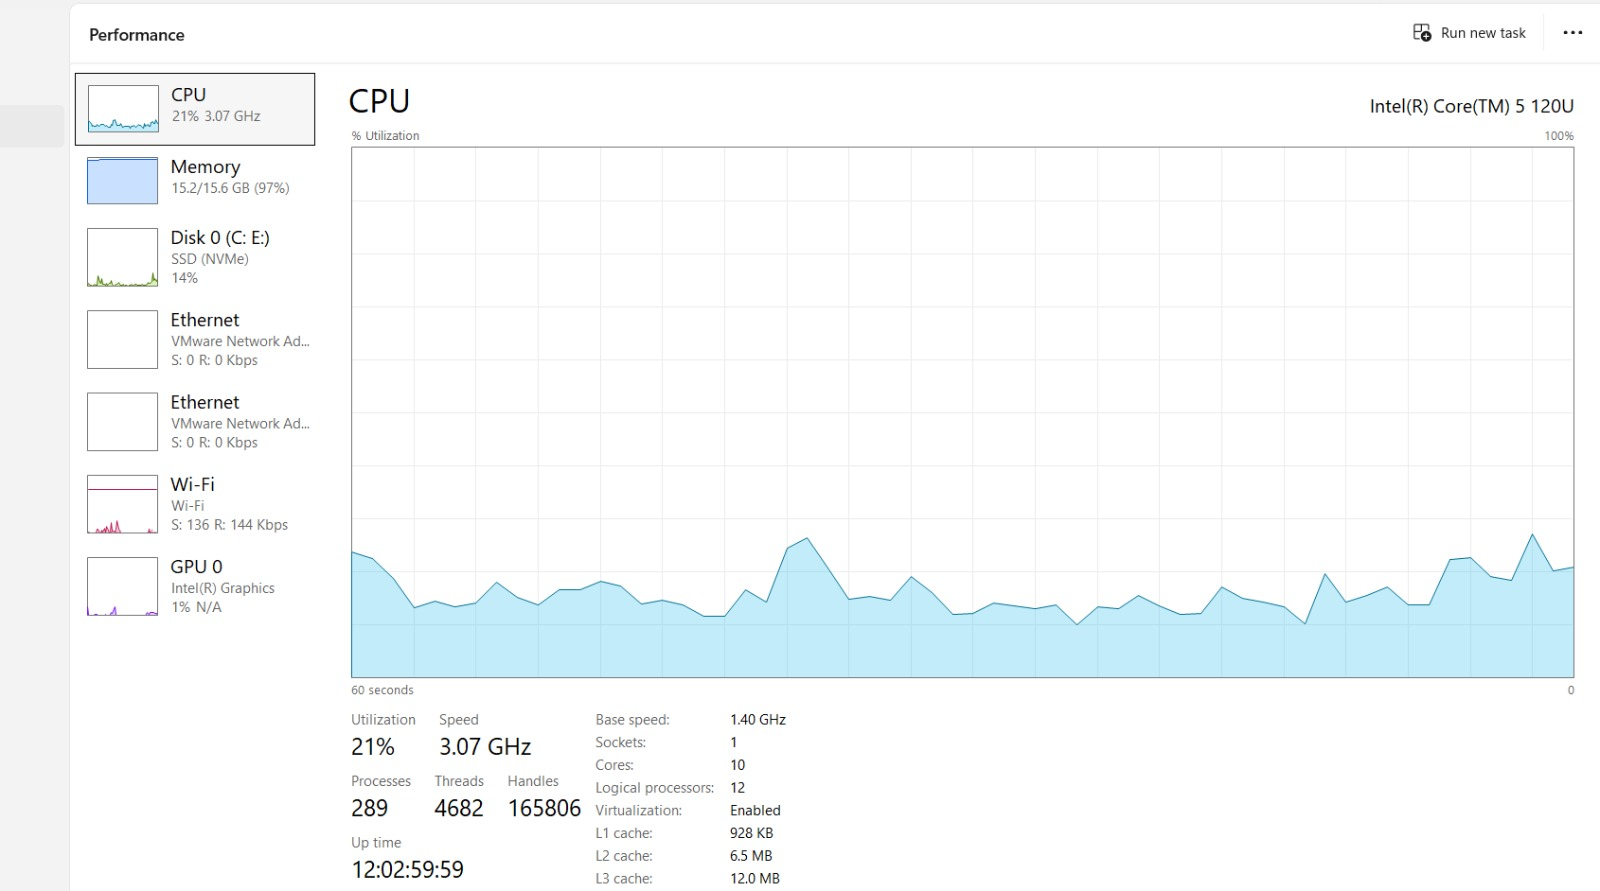 Performance
Run new task
CPU
21% 3.07 GHz
Memory
15.2/15.6 GB (97%)
Disk 0 (C: E:)
SSD (NVMe)
14%
Ethernet
VMware Network Ad...
S: 0 R: 0 Kbps
Ethernet
VMware Network Ad...
S: 0 R: 0 Kbps
Wi-Fi
Wi-Fi
S: 136 R: 144 Kbps
GPU 0
Intel(R) Graphics
1% N/A
CPU
Intel(R) Core(TM) 5 120U
% Utilization
100%
60 seconds
0
Utilization Speed
21% 3.07 GHz
Processes Threads Handles
289 4682 165806
Up time
12:02:59:59
Base speed: 1.40 GHz
Sockets: 1
Cores: 10
Logical processors: 12
Virtualization: Enabled
L1 cache: 928 KB
L2 cache: 6.5 MB
L3 cache: 12.0 MB